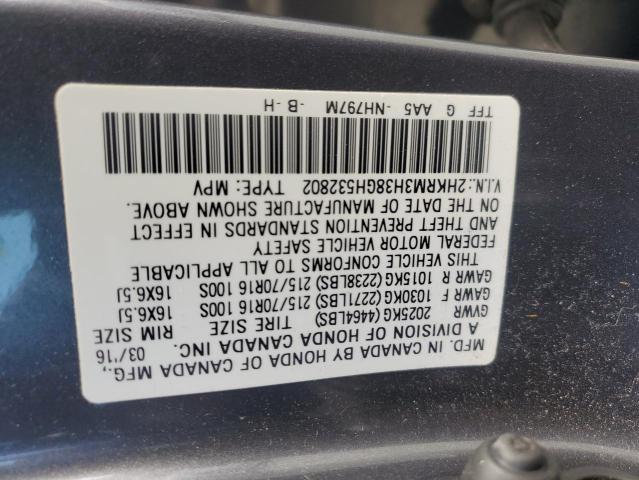 MFD. IN CANADA BY HONDA OF CANADA MFG.,
A DIVISION OF HONDA CANADA INC. 03/'16
GVWR 2025KG (4464LBS) TIRE SIZE RIM SIZE
GAWR F 1030KG (2271LBS) 215/70R16 100S 16X6.5J
GAWR R 1015KG (2238LBS) 215/70R16 100S 16X6.5J
THIS VEHICLE CONFORMS TO ALL APPLICABLE
FEDERAL MOTOR VEHICLE SAFETY
AND THEFT PREVENTION STANDARDS IN EFFECT
ON THE DATE OF MANUFACTURE SHOWN ABOVE.
V.I.N.: 2HKRM3H38GH532802 TYPE: MPV
TFF G AA5 -NH797M -B -H